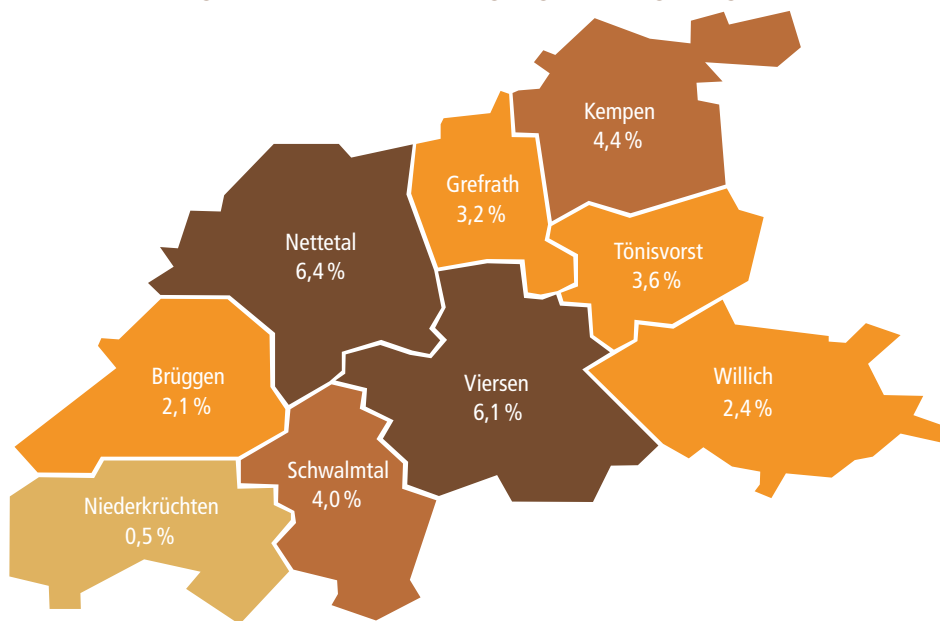 Kempen
4,4 %
Grefrath
3,2 %
Nettetal
6,4 %
Tönisvorst
3,6 %
Brüggen
2,1 %
Viersen
6,1 %
Willich
2,4 %
Schwalmtal
4,0 %
Niederkrüchten
0,5 %